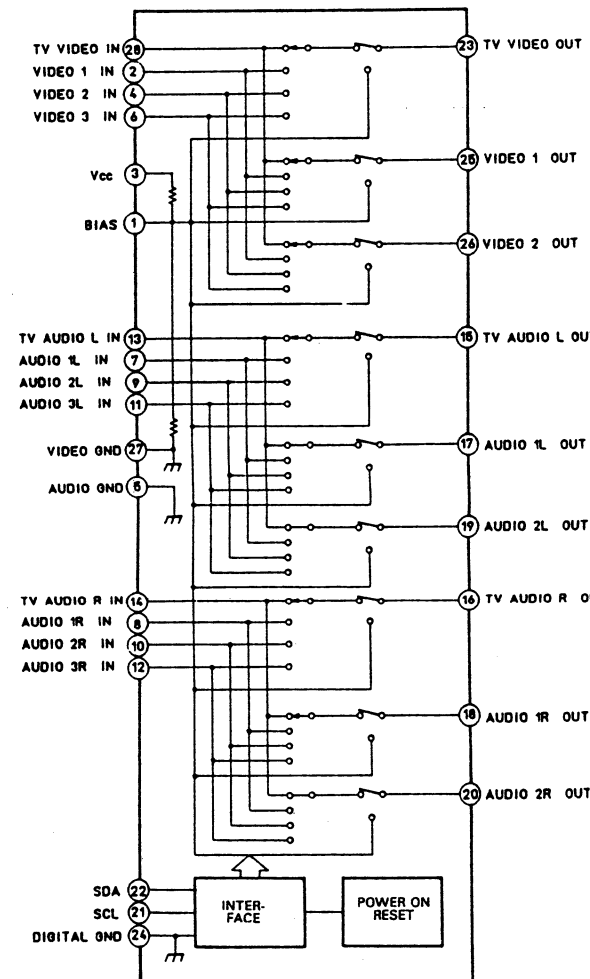 TV VIDEO IN 28
VIDEO 1 IN 2
VIDEO 2 IN 4
VIDEO 3 IN 6
23 TV VIDEO OUT
Vcc 3
BIAS 1
25 VIDEO 1 OUT
26 VIDEO 2 OUT
TV AUDIO L IN 13
AUDIO 1L IN 7
AUDIO 2L IN 9
AUDIO 3L IN 11
15 TV AUDIO L OU
VIDEO GND 27
AUDIO GND 5
17 AUDIO 1L OUT
19 AUDIO 2L OUT
TV AUDIO R IN 14
AUDIO 1R IN 8
AUDIO 2R IN 10
AUDIO 3R IN 12
16 TV AUDIO R O
18 AUDIO 1R OUT
20 AUDIO 2R OUT
SDA 22
SCL 21
DIGITAL GND 24
INTER-
FACE
POWER ON
RESET